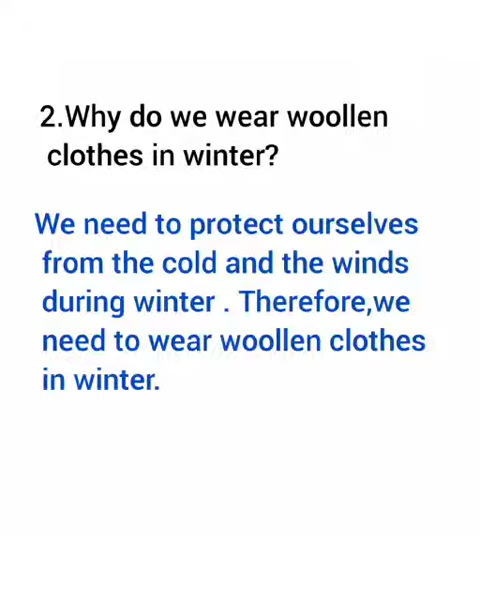 2.Why do we wear woollen
clothes in winter?
We need to protect ourselves
from the cold and the winds
during winter . Therefore,we
need to wear woollen clothes
in winter.